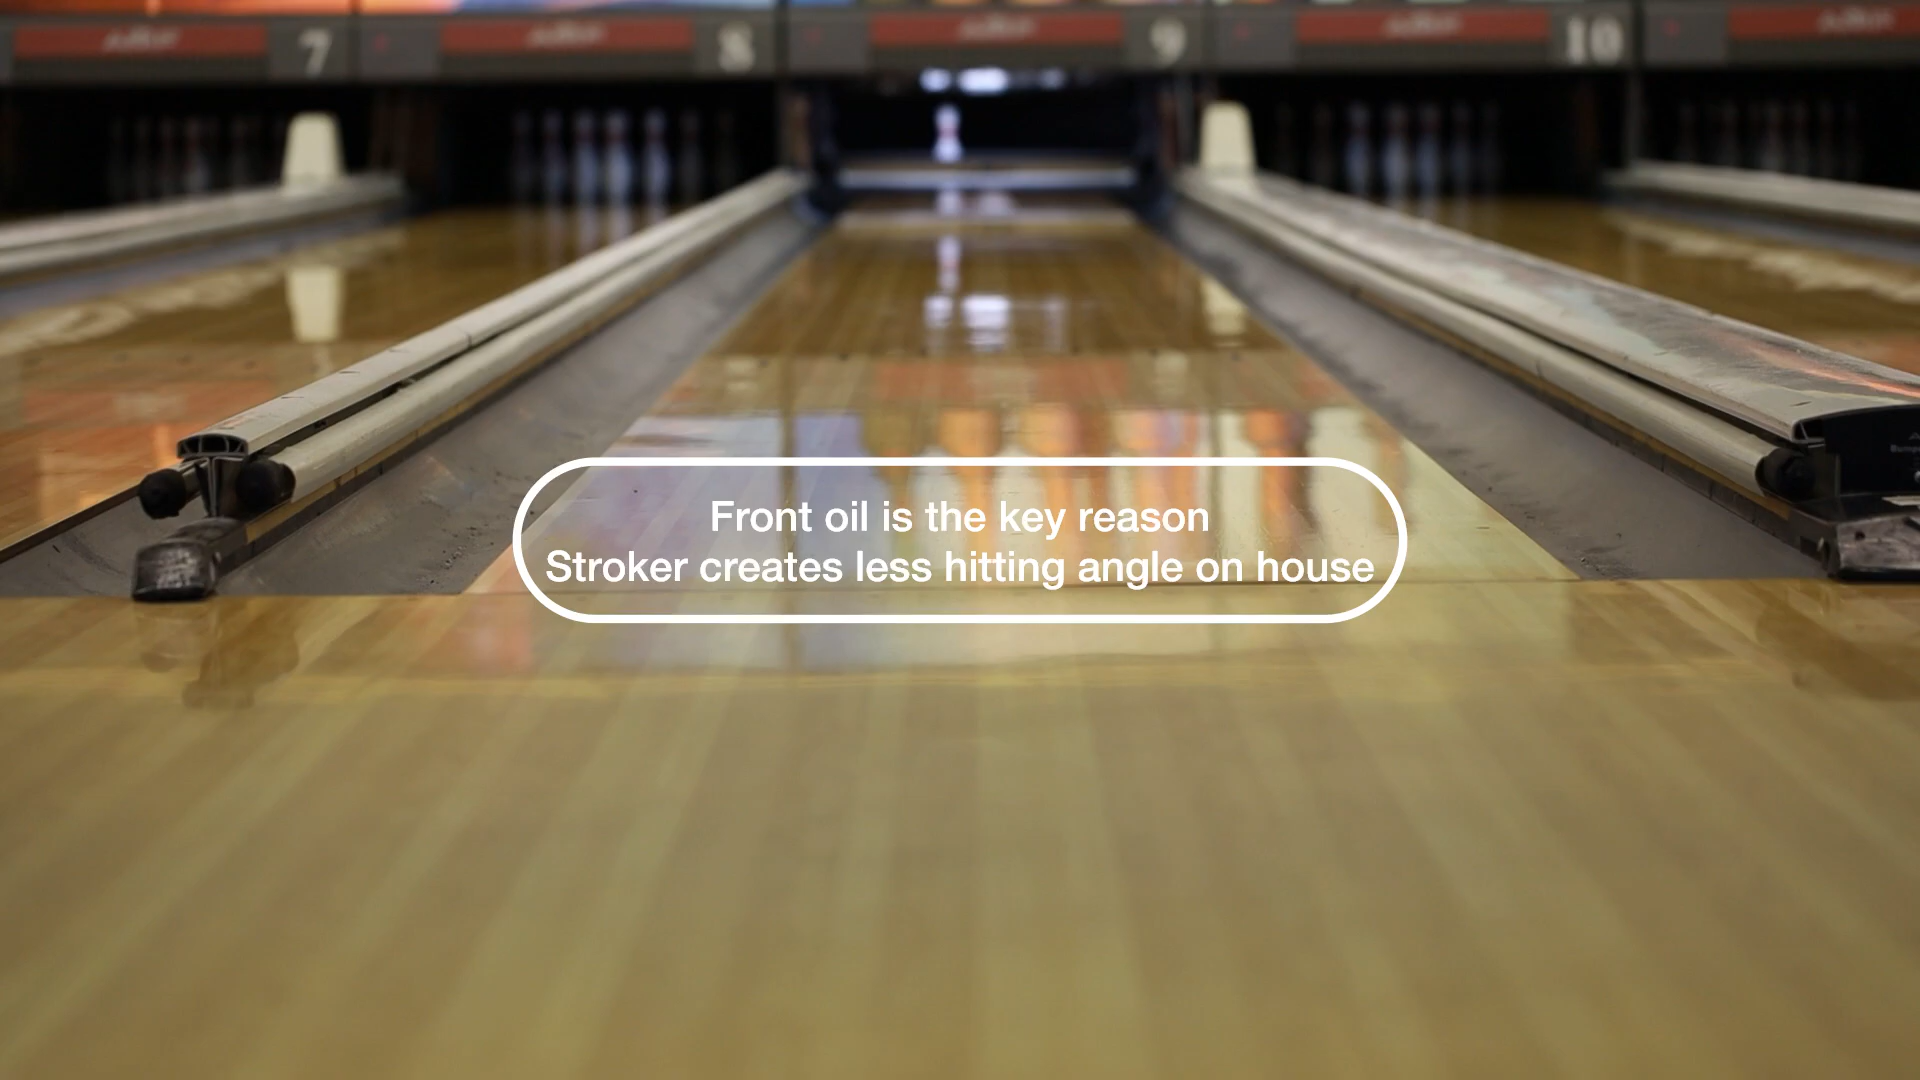 7
8
9
10
Front oil is the key reason
Stroker creates less hitting angle on house